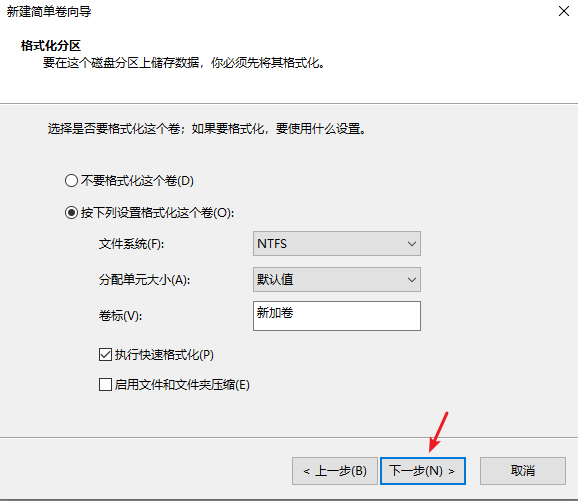 新建简单卷向导
格式化分区
要在这个磁盘分区上储存数据，你必须先将其格式化。
选择是否要格式化这个卷；如果要格式化，要使用什么设置。
不要格式化这个卷(D)
按下列设置格式化这个卷(O):
文件系统(F): NTFS
分配单元大小(A): 默认值
卷标(V): 新加卷
执行快速格式化(P)
启用文件和文件夹压缩(E)
< 上一步(B) 下一步(N) > 取消